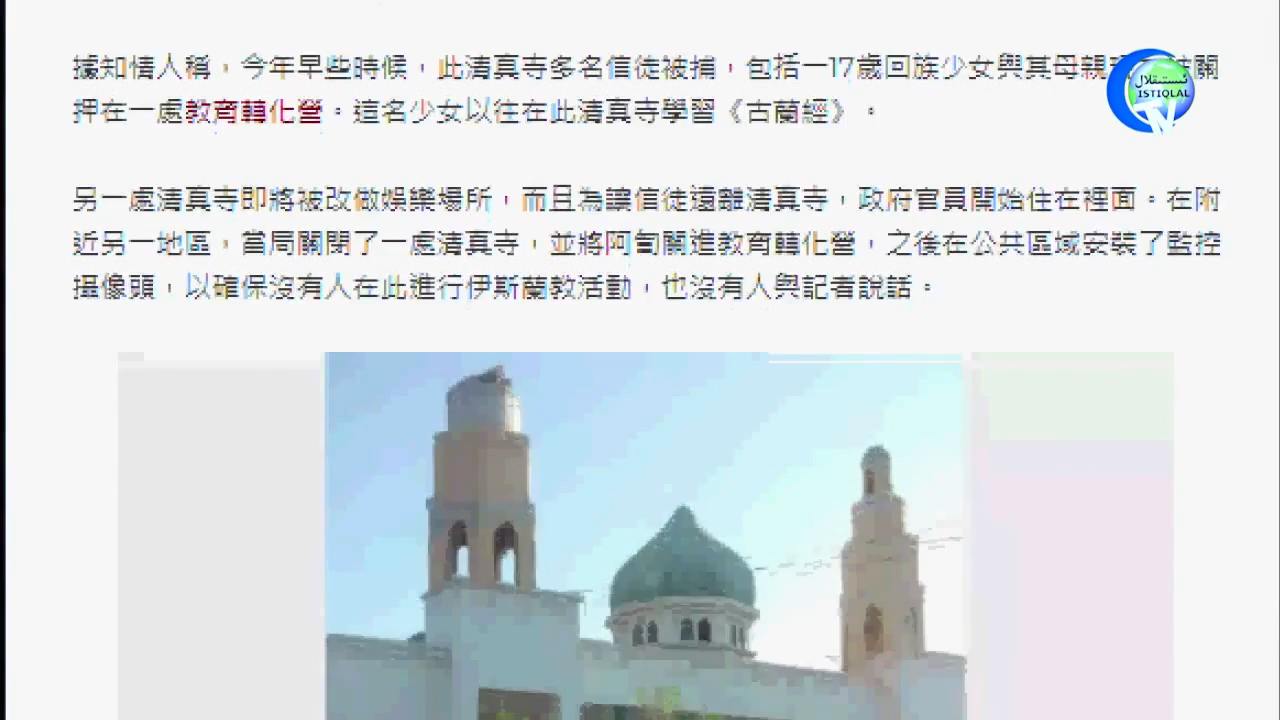 據知情人稱，今年早些時候，此清真寺多名信徒被捕，包括一17歲回族少女與其母親 關
押在一處教育轉化營。這名少女以往在此清真寺學習《古蘭經》。
ئىستىقلال
ISTIQLAL
TV
另一處清真寺即將被改做娛樂場所，而且為讓信徒遠離清真寺，政府官員開始住在裡面。在附
近另一地區，當局關閉了一處清真寺，並將阿訇關進教育轉化營，之後在公共區域安裝了監控
攝像頭，以確保沒有人在此進行伊斯蘭教活動，也沒有人與記者說話。